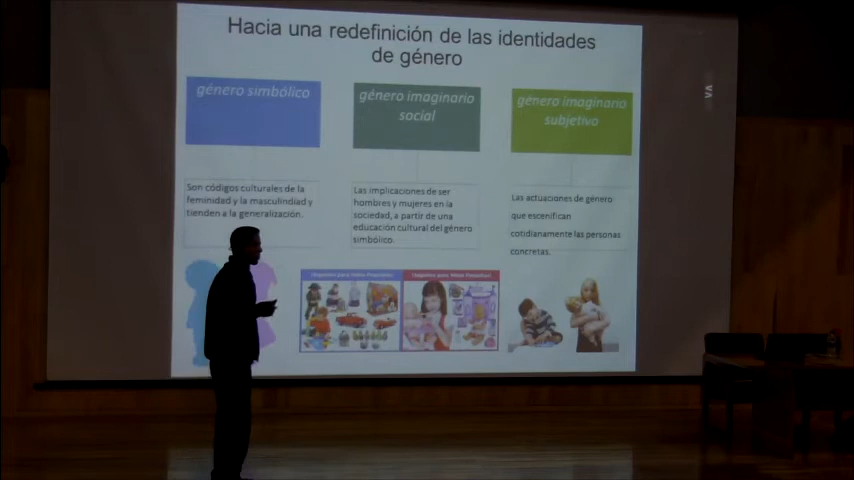 Hacia una redefinición de las identidades
de género
género simbólico
género imaginario
social
género imaginario
subjetivo
Son códigos culturales de la
feminidad y la masculinidiad y
tienden a la generalización.
Las implicaciones de ser
hombres y mujeres en la
sociedad, a partir de una
educación cultural del género
simbólico.
Las actuaciones de género
que escenifican
cotidianamente las personas
concretas.